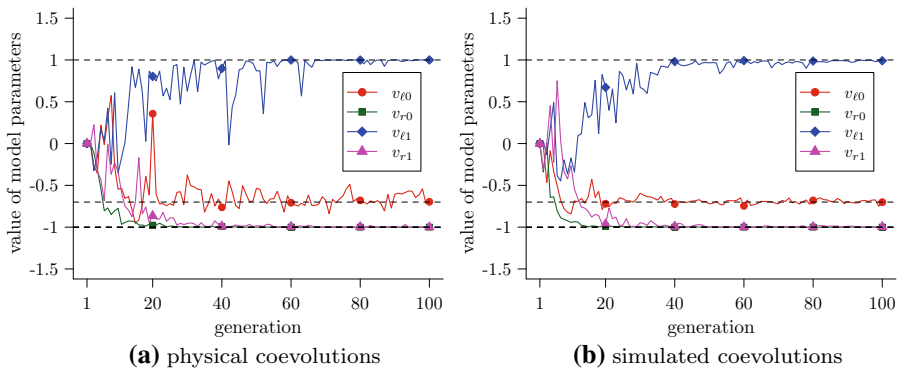 value of model parameters
1.5
1
0.5
0
-0.5
-1
-1.5
1 20 40 60 80 100
generation
vℓ0
vr0
vℓ1
vr1
(a) physical coevolutions
value of model parameters
1.5
1
0.5
0
-0.5
-1
-1.5
1 20 40 60 80 100
generation
vℓ0
vr0
vℓ1
vr1
(b) simulated coevolutions